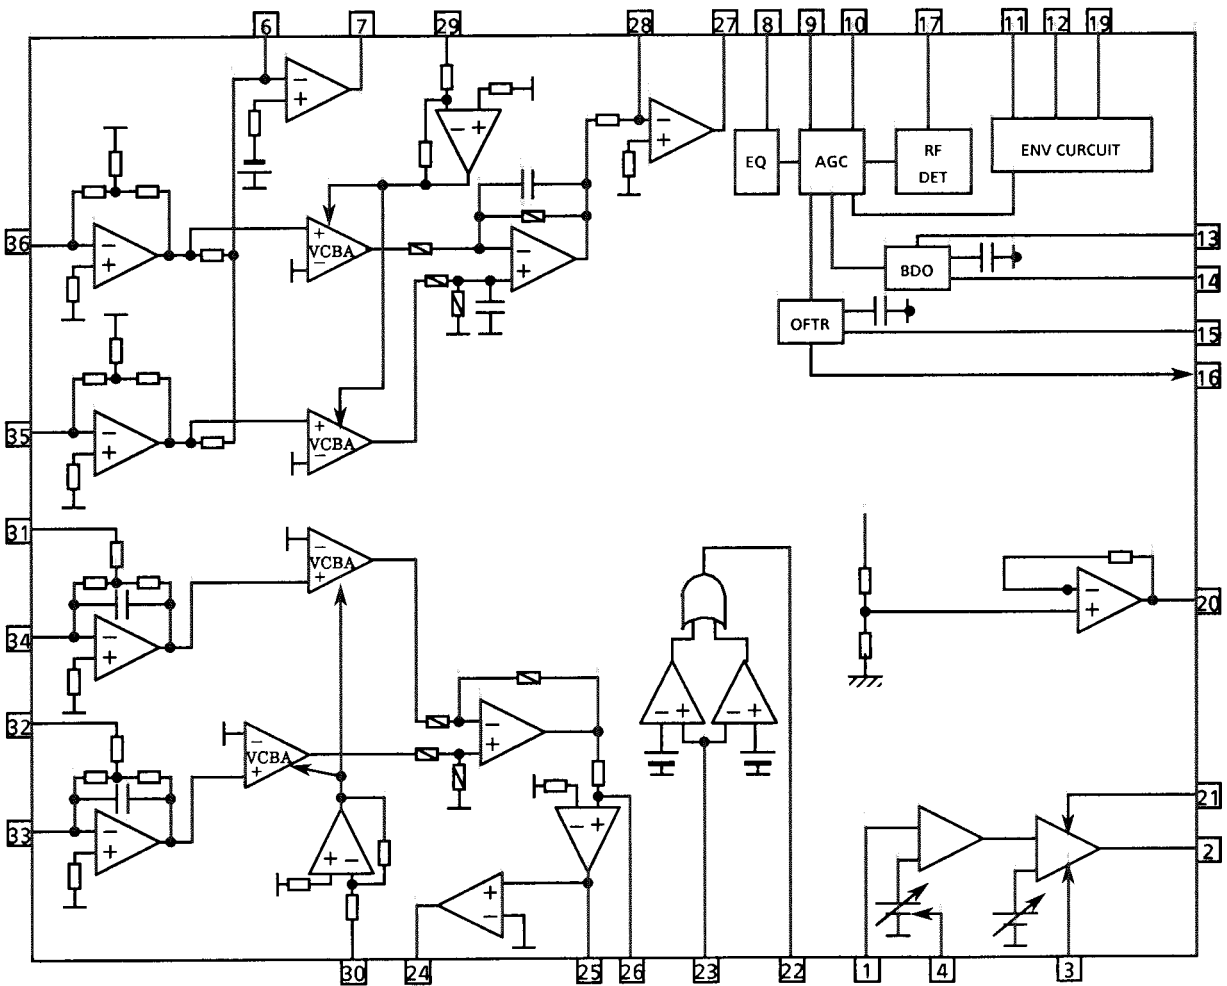 6 7 29 28 27 8 9 10 17 11 12 19
− +
− +
− +
EQ AGC RF DET ENV CURCUIT
36
− +
+ VCBA −
− +
13
BDO
14
OFTR
15
16
35
− +
+ VCBA −
31
− VCBA +
34
− +
− +
20
32
− VCBA +
− +
− + − +
33
− +
− +
+ −
+ −
21
2
30 24 25 26 23 22 1 4 3